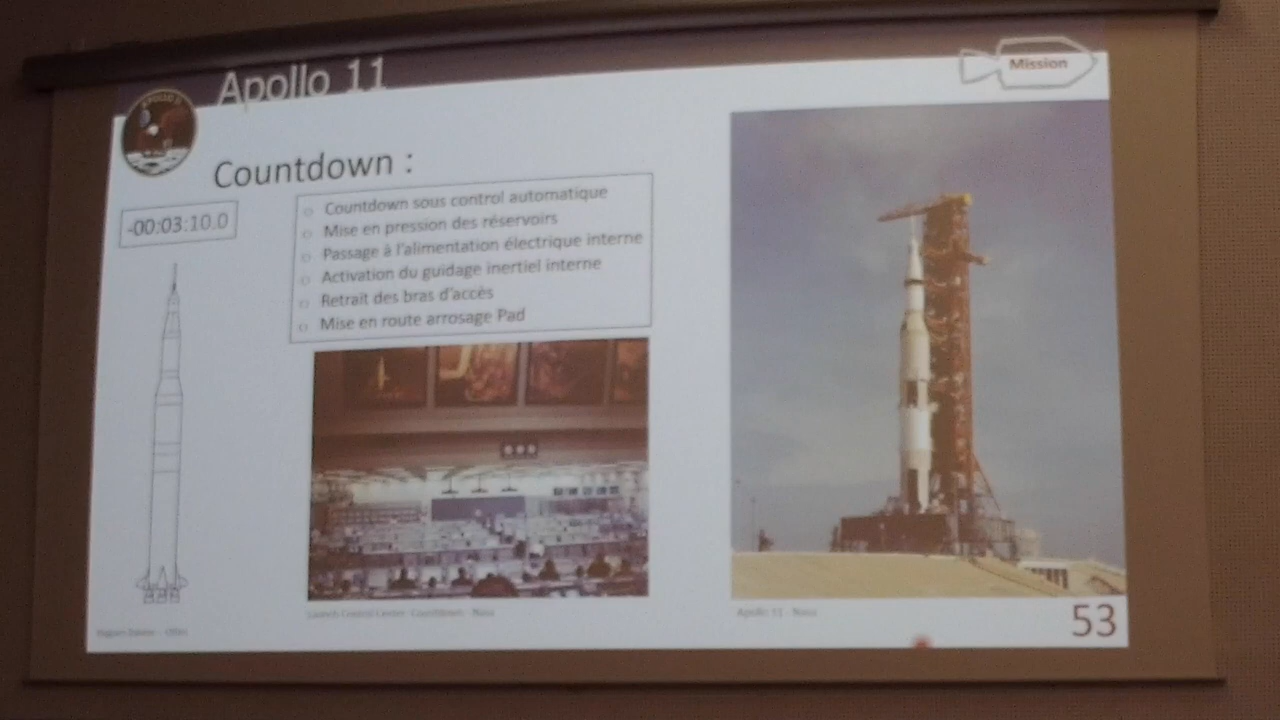 Apollo 11
Mission
Countdown :
-00:03:10.0
Countdown sous control automatique
Mise en pression des réservoirs
Passage à l'alimentation électrique interne
Activation du guidage inertiel interne
Retrait des bras d'accès
Mise en route arrosage Pad
Launch Control Center Countdown - Nasa
Apollo 11 - Nasa
53